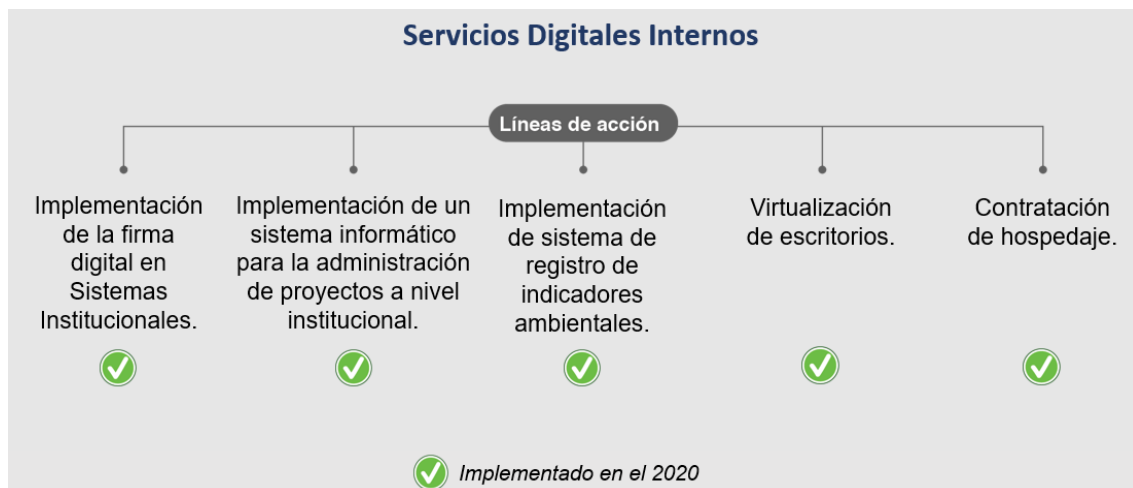 Servicios Digitales Internos
Líneas de acción
Implementación
de la firma
digital en
Sistemas
Institucionales.
Implementación de un
sistema informático
para la administración
de proyectos a nivel
institucional.
Implementación
de sistema de
registro de
indicadores
ambientales.
Virtualización
de escritorios.
Contratación
de hospedaje.
Implementado en el 2020